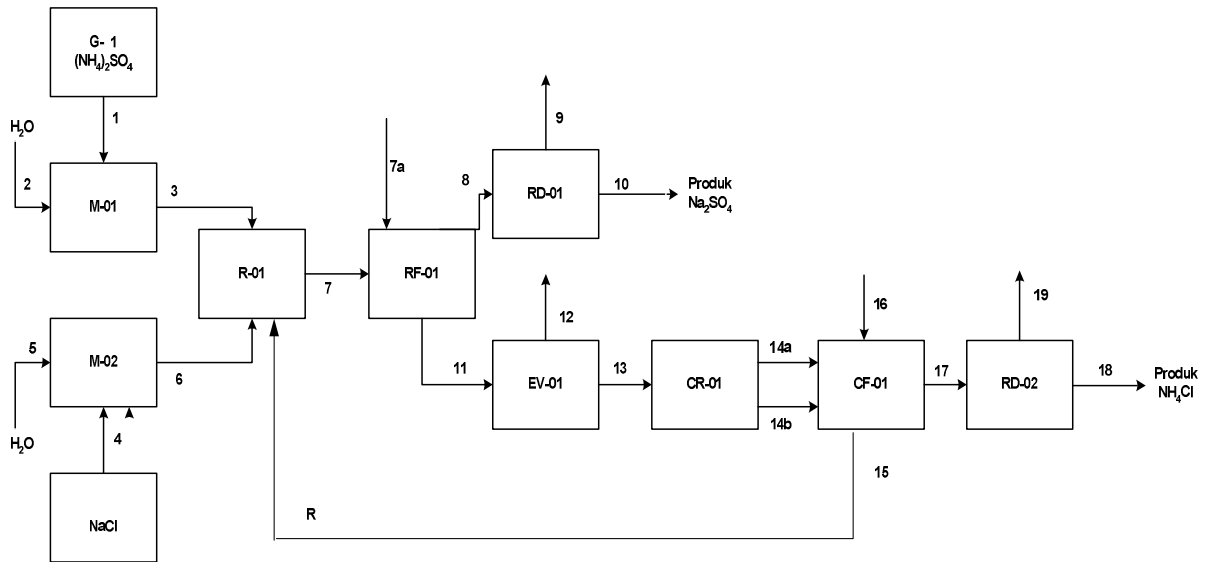 G- 1
(NH₄)₂SO₄
1
H₂O
2
M-01
3
R-01
7
7a
RF-01
8
9
RD-01
10
Produk
Na₂SO₄
5
M-02
6
H₂O
4
NaCl
11
12
EV-01
13
CR-01
14a
14b
16
CF-01
17
19
RD-02
18
Produk
NH₄Cl
15
R